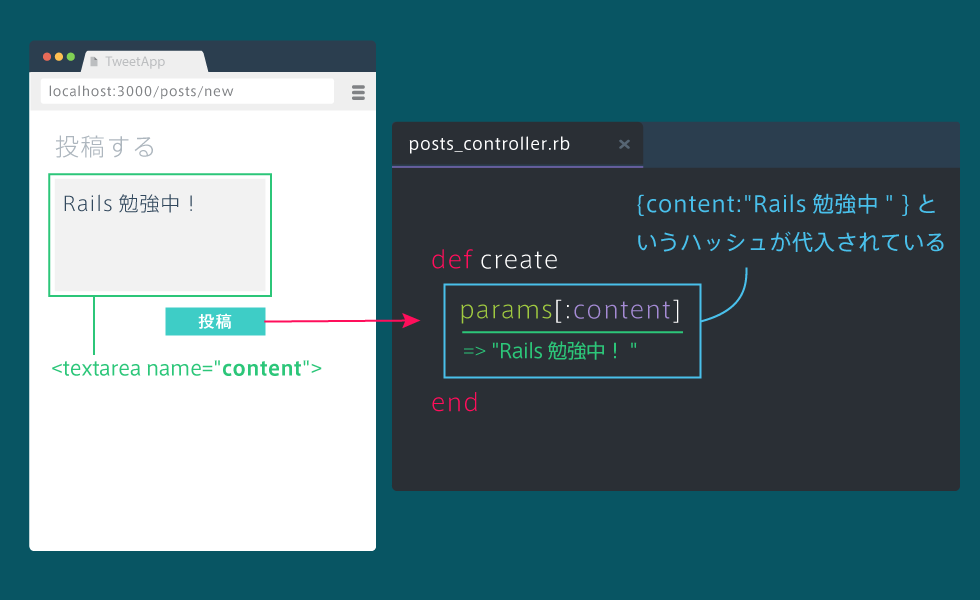 TweetApp
localhost:3000/posts/new
投稿する
Rails 勉強中！
投稿
<textarea name="content">
posts_controller.rb
{content:"Rails 勉強中 " } と
いうハッシュが代入されている
def create
params[:content]
=> "Rails 勉強中！ "
end